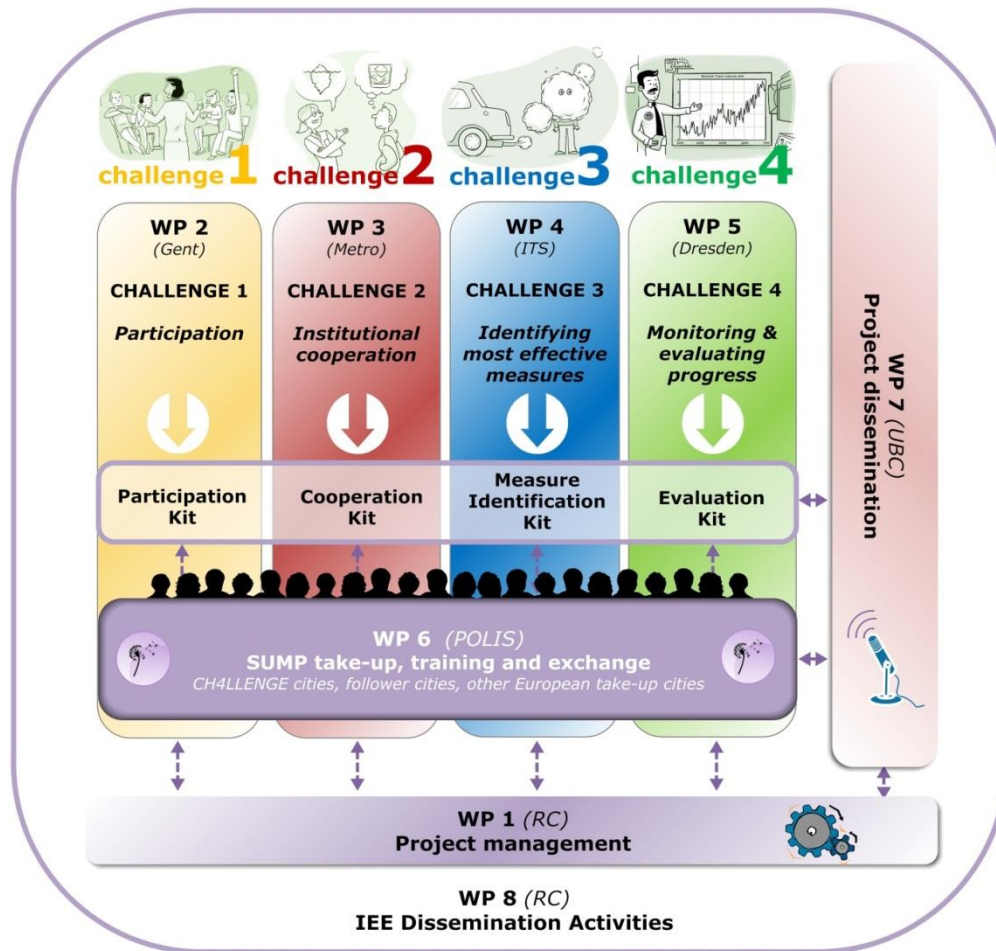 challenge 1
challenge 2
challenge 3
challenge 4
WP 2
(Gent)
CHALLENGE 1
Participation
Participation
Kit
WP 3
(Metro)
CHALLENGE 2
Institutional
cooperation
Cooperation
Kit
WP 4
(ITS)
CHALLENGE 3
Identifying
most effective
measures
Measure
Identification
Kit
WP 5
(Dresden)
CHALLENGE 4
Monitoring &
evaluating
progress
Evaluation
Kit
WP 6 (POLIS)
SUMP take-up, training and exchange
CH4LLENGE cities, follower cities, other European take-up cities
WP 7 (UBC)
Project dissemination
WP 1 (RC)
Project management
WP 8 (RC)
IEE Dissemination Activities